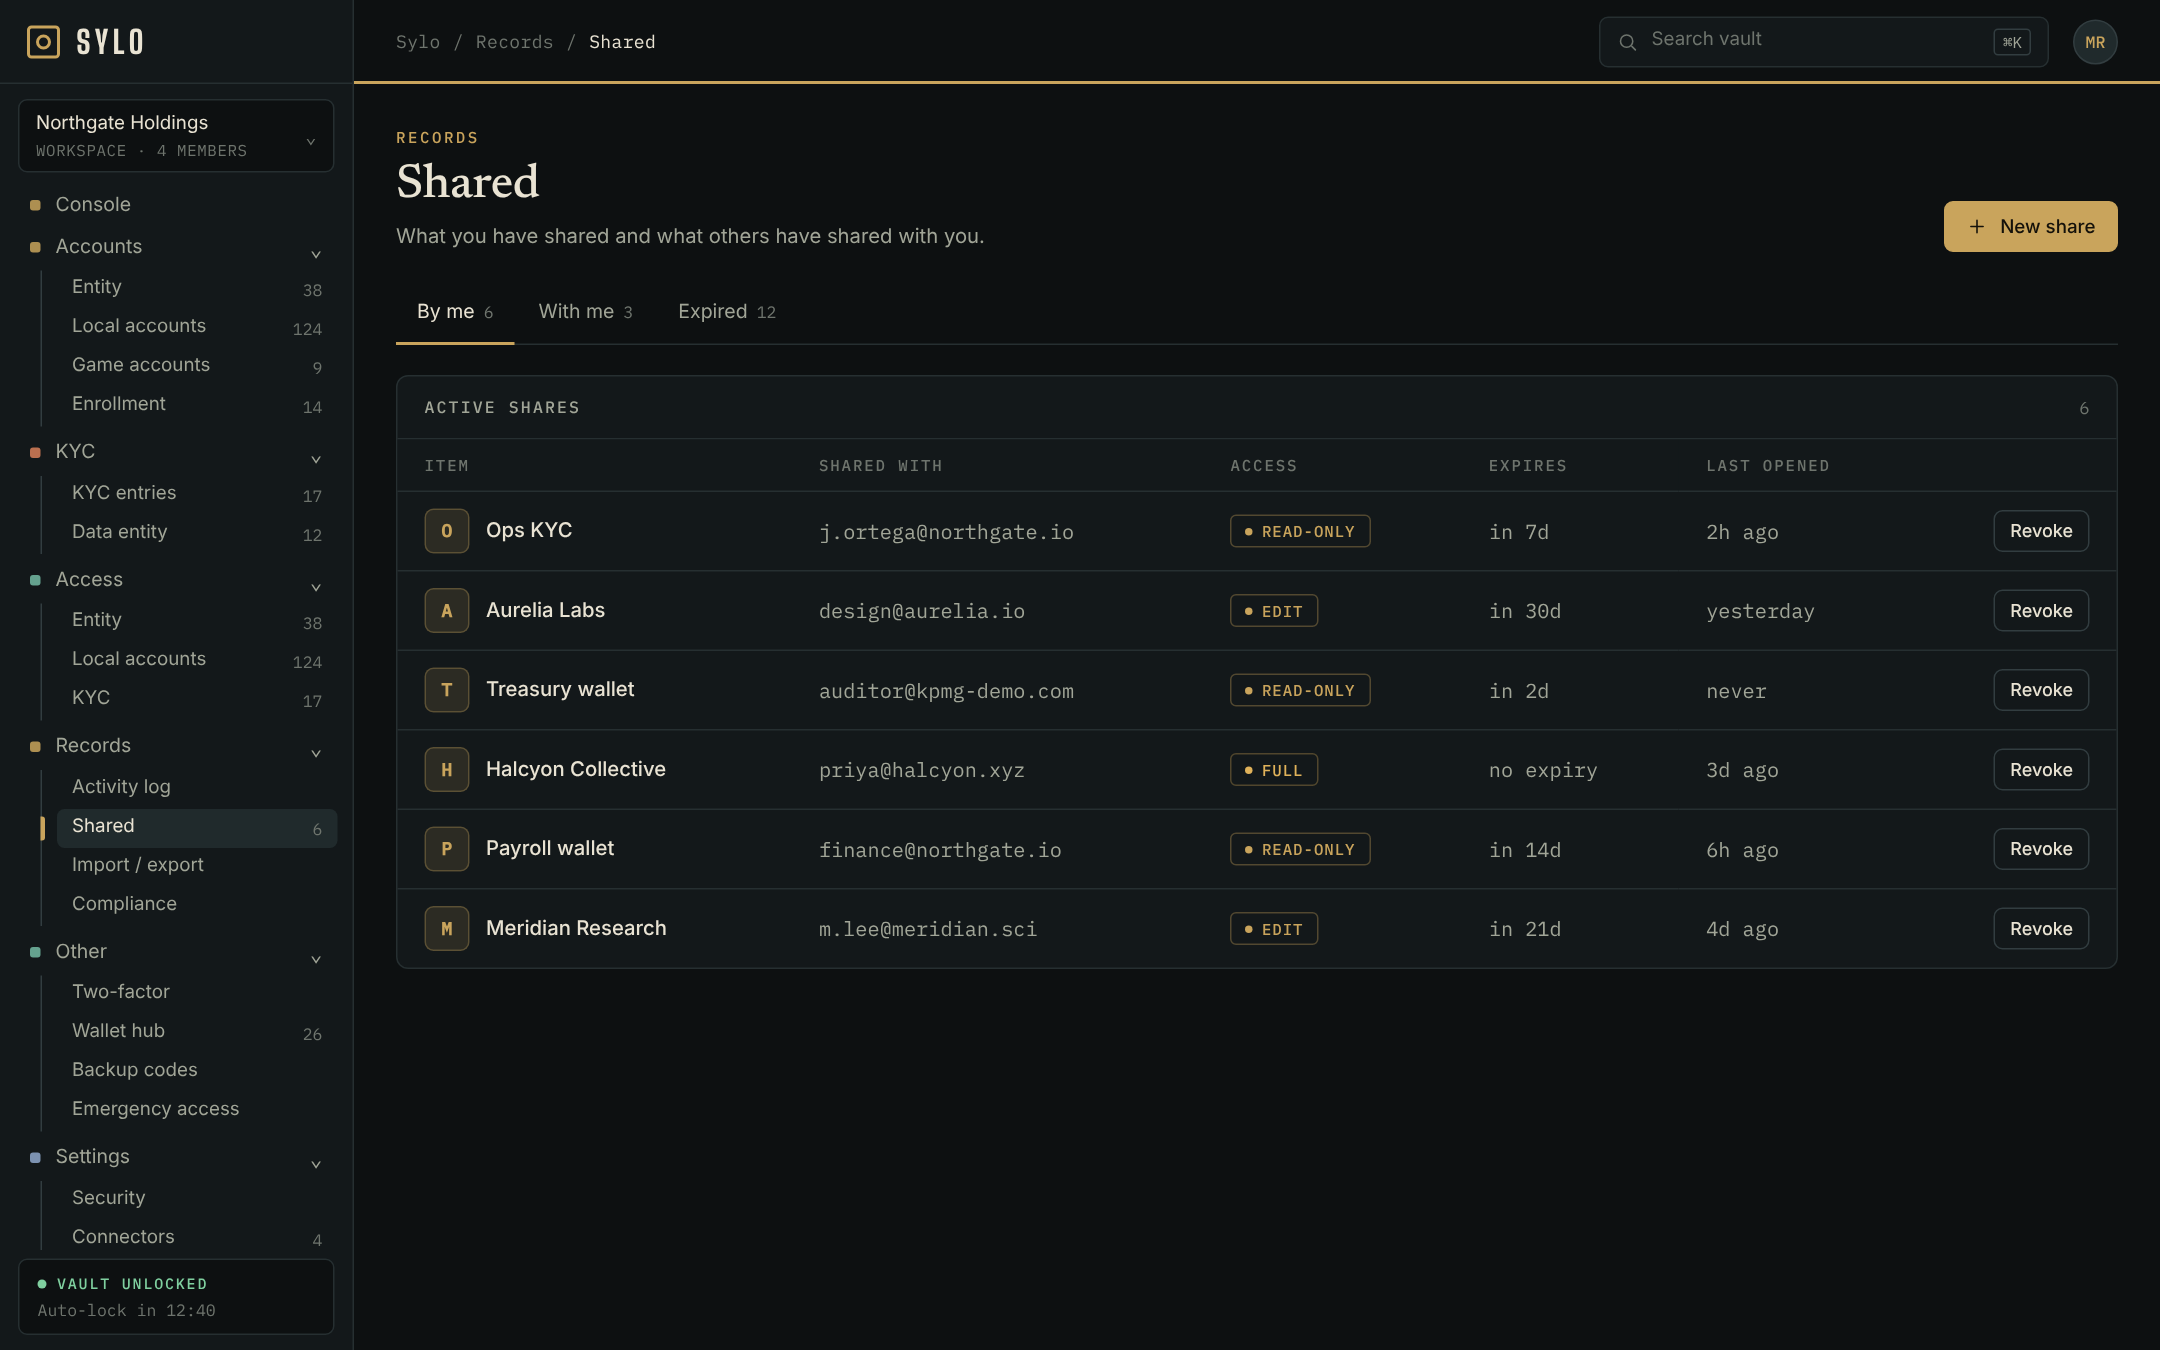 SYLO
Sylo / Records / Shared
Search vault
⌘K
MR
Northgate Holdings
WORKSPACE · 4 MEMBERS
Console
Accounts
Entity 38
Local accounts 124
Game accounts 9
Enrollment 14
KYC
KYC entries 17
Data entity 12
Access
Entity 38
Local accounts 124
KYC 17
Records
Activity log
Shared 6
Import / export
Compliance
Other
Two-factor
Wallet hub 26
Backup codes
Emergency access
Settings
Security
Connectors 4
VAULT UNLOCKED
Auto-lock in 12:40
RECORDS
Shared
What you have shared and what others have shared with you.
+ New share
By me 6 With me 3 Expired 12
ACTIVE SHARES 6
ITEM SHARED WITH ACCESS EXPIRES LAST OPENED
O Ops KYC j.ortega@northgate.io READ-ONLY in 7d 2h ago Revoke
A Aurelia Labs design@aurelia.io EDIT in 30d yesterday Revoke
T Treasury wallet auditor@kpmg-demo.com READ-ONLY in 2d never Revoke
H Halcyon Collective priya@halcyon.xyz FULL no expiry 3d ago Revoke
P Payroll wallet finance@northgate.io READ-ONLY in 14d 6h ago Revoke
M Meridian Research m.lee@meridian.sci EDIT in 21d 4d ago Revoke